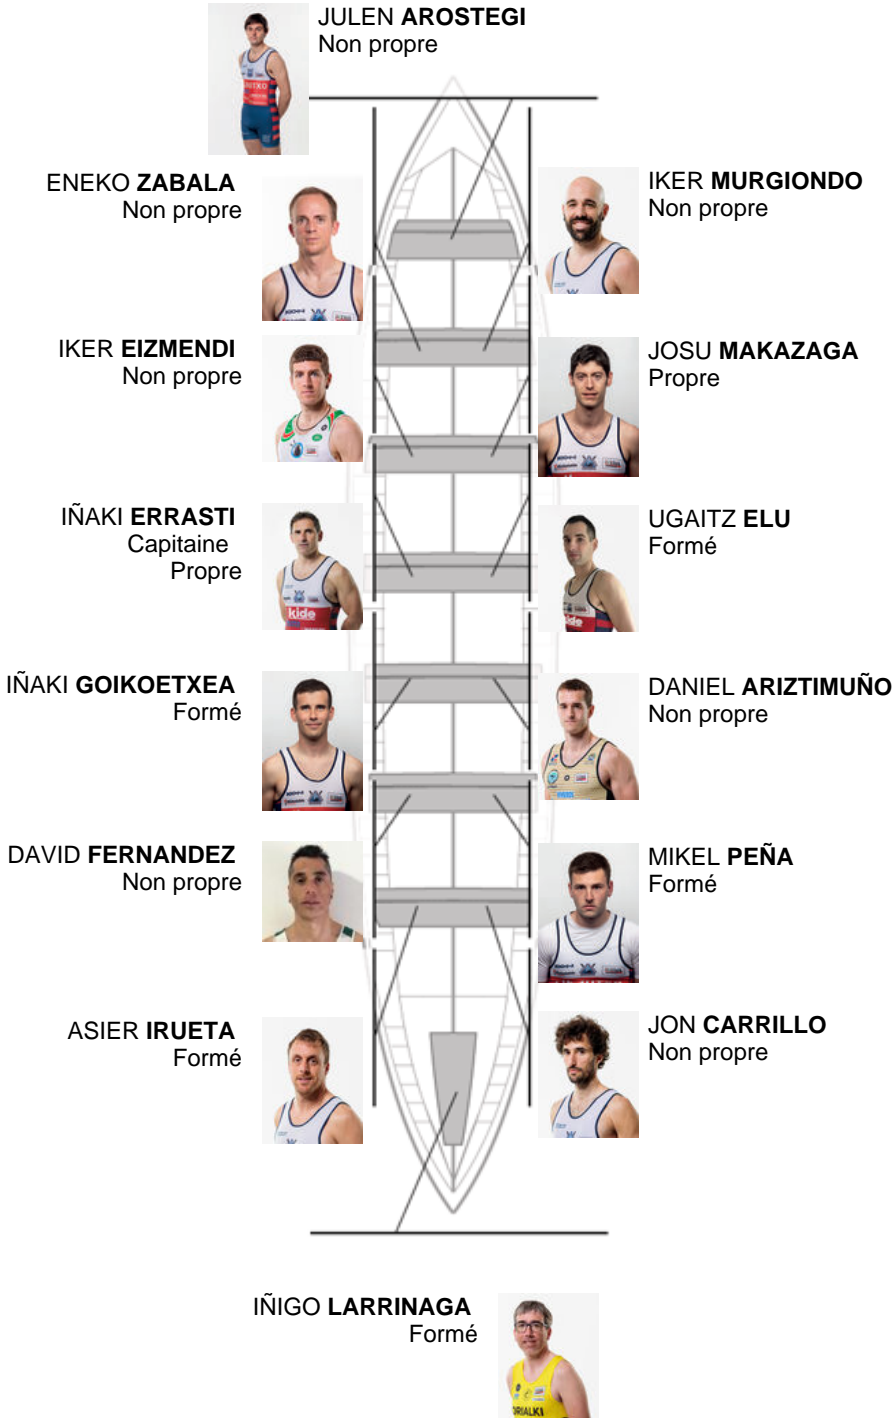 JULEN AROSTEGI
Non propre
ENEKO ZABALA
Non propre
IKER MURGIONDO
Non propre
IKER EIZMENDI
Non propre
JOSU MAKAZAGA
Propre
IÑAKI ERRASTI
Capitaine
Propre
kide
UGAITZ ELU
Formé
kide
IÑAKI GOIKOETXEA
Formé
DANIEL ARIZTIMUÑO
Non propre
DAVID FERNANDEZ
Non propre
MIKEL PEÑA
Formé
ASIER IRUETA
Formé
JON CARRILLO
Non propre
IÑIGO LARRINAGA
Formé